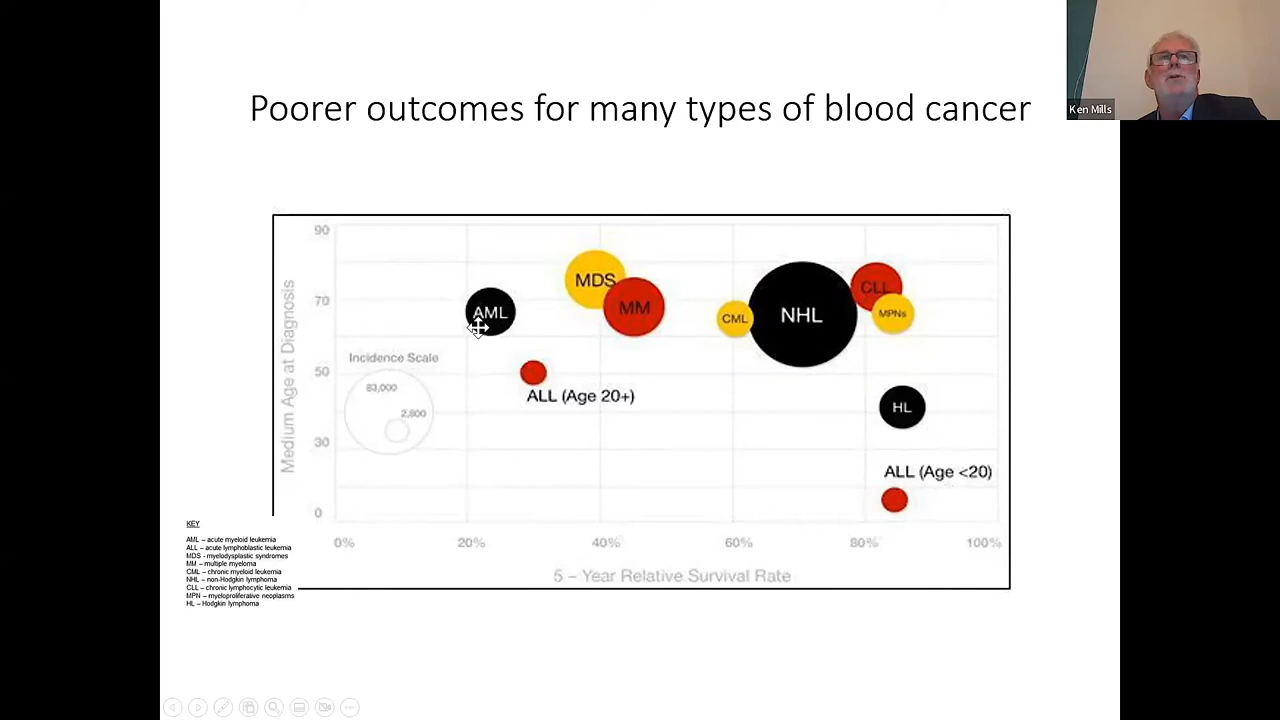 Poorer outcomes for many types of blood cancer
Ken Mills
90
70
50
30
0
Medium Age at Diagnosis
AML
MDS
MM
CML
NHL
CLL
MPNs
ALL (Age 20+)
HL
ALL (Age <20)
Incidence Scale
83,000
2,800
0%
20%
40%
60%
80%
100%
5 – Year Relative Survival Rate
KEY
AML – acute myeloid leukemia
ALL – acute lymphoblastic leukemia
MDS - myelodysplastic syndromes
MM – multiple myeloma
CML – chronic myeloid leukemia
NHL – non-Hodgkin lymphoma
CLL – chronic lymphocytic leukemia
MPN – myeloproliferative neoplasms
HL – Hodgkin lymphoma